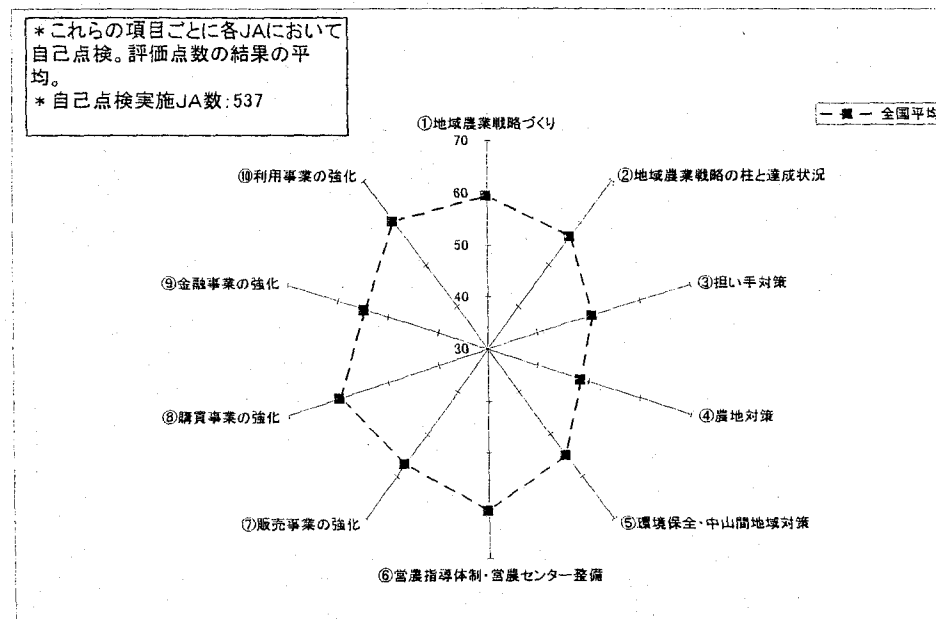 ＊これらの項目ごとに各JAにおいて
自己点検。評価点数の結果の平
均。
＊自己点検実施JA数：537
全国平均
①地域農業戦略づくり
②地域農業戦略の柱と達成状況
③担い手対策
④農地対策
⑤環境保全・中山間地域対策
⑥営農指導体制・営農センター整備
⑦販売事業の強化
⑧購買事業の強化
⑨金融事業の強化
⑩利用事業の強化
70
60
50
40
30